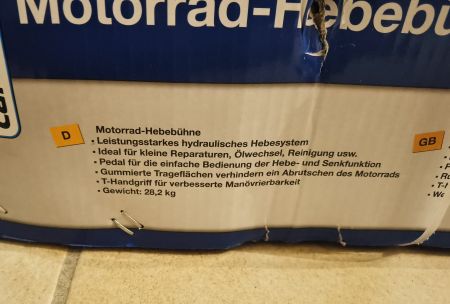 Motorrad-Hebebü
D
Motorrad-Hebebühne
• Leistungsstarkes hydraulisches Hebesystem
• Ideal für kleine Reparaturen, Ölwechsel, Reinigung usw.
• Pedal für die einfache Bedienung der Hebe- und Senkfunktion
• Gummierte Trageflächen verhindern ein Abrutschen des Motorrads
• T-Handgriff für verbesserte Manövrierbarkeit
• Gewicht: 28,2 kg
GB